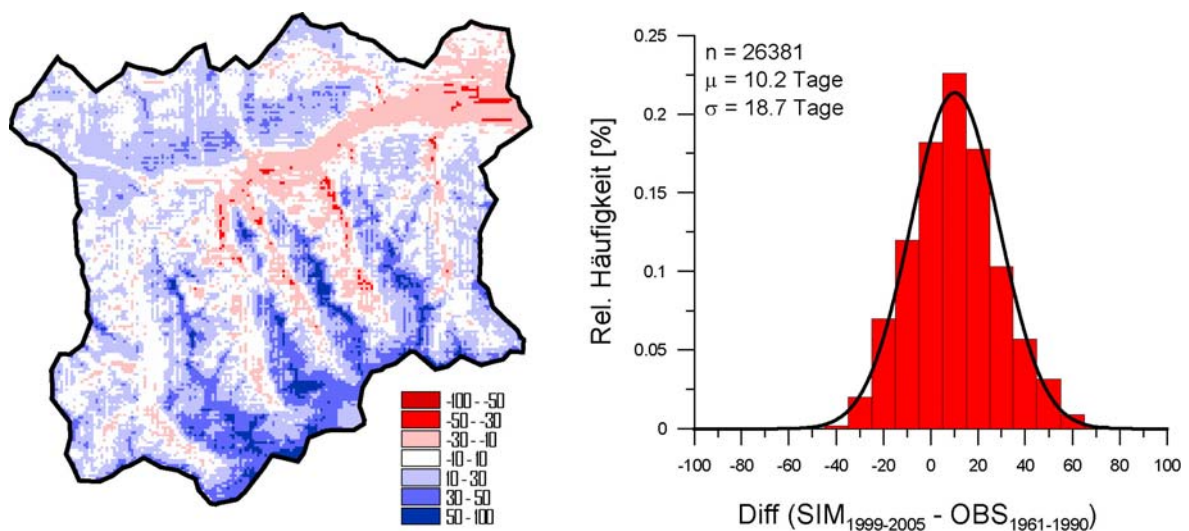 -100 - -50
-50 - -30
-30 - -10
-10 - 10
10 - 30
30 - 50
50 - 100
0.25
0.2
0.15
0.1
0.05
0
Rel. Häufigkeit [%]
n = 26381
μ = 10.2 Tage
σ = 18.7 Tage
-100 -80 -60 -40 -20 0 20 40 60 80 100
Diff (SIM1999-2005 - OBS1961-1990)